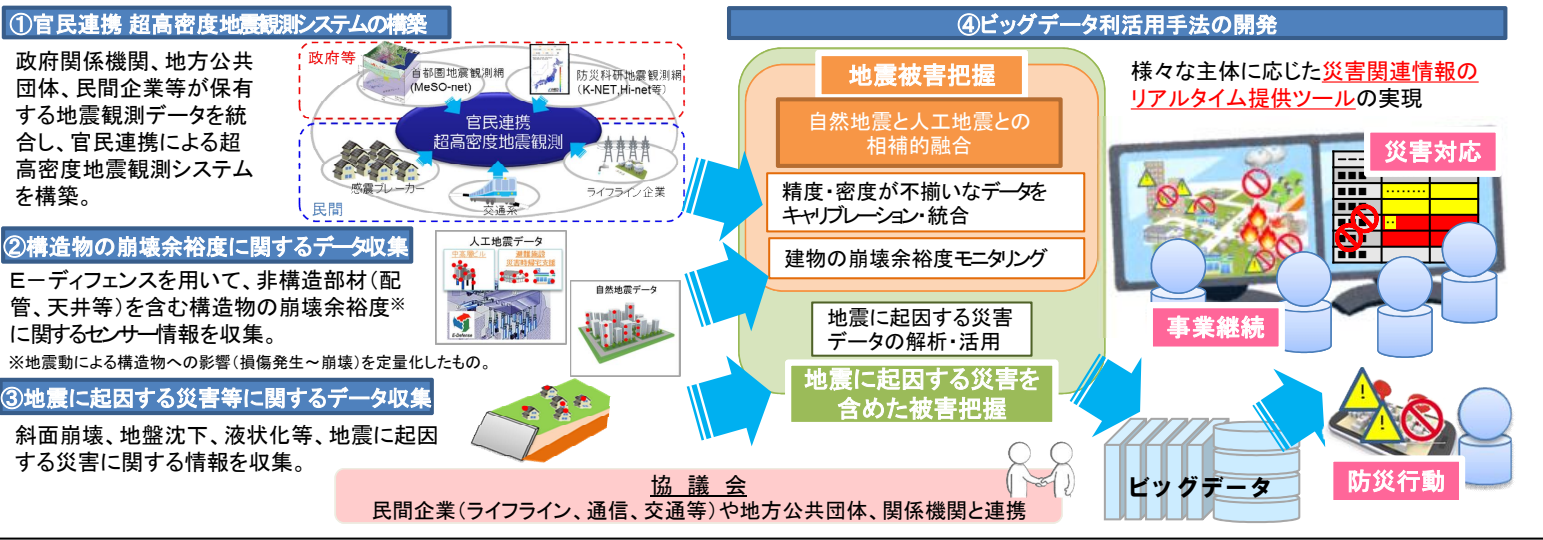 ①官民連携 超高密度地震観測システムの構築
政府関係機関、地方公共
団体、民間企業等が保有
する地震観測データを統
合し、官民連携による超
高密度地震観測システム
を構築。
政府等
首都圏地震観測網
(MeSO-net)
防災科研地震観測網
(K-NET,Hi-net等)
官民連携
超高密度地震観測
感震ブレーカー
交通系
ライフライン企業
民間
②構造物の崩壊余裕度に関するデータ収集
E－ディフェンスを用いて、非構造部材(配
管、天井等)を含む構造物の崩壊余裕度※
に関するセンサー情報を収集。
※地震動による構造物への影響(損傷発生～崩壊)を定量化したもの。
人工地震データ
中高層ビル
避難施設
災害時帰宅支援
E-Defense
自然地震データ
③地震に起因する災害等に関するデータ収集
斜面崩壊、地盤沈下、液状化等、地震に起因
する災害に関する情報を収集。
協 議 会
民間企業(ライフライン、通信、交通等)や地方公共団体、関係機関と連携
④ビッグデータ利活用手法の開発
地震被害把握
自然地震と人工地震との
相補的融合
精度・密度が不揃いなデータを
キャリブレーション・統合
建物の崩壊余裕度モニタリング
地震に起因する災害
データの解析・活用
地震に起因する災害を
含めた被害把握
様々な主体に応じた災害関連情報の
リアルタイム提供ツールの実現
災害対応
事業継続
ビッグデータ
防災行動